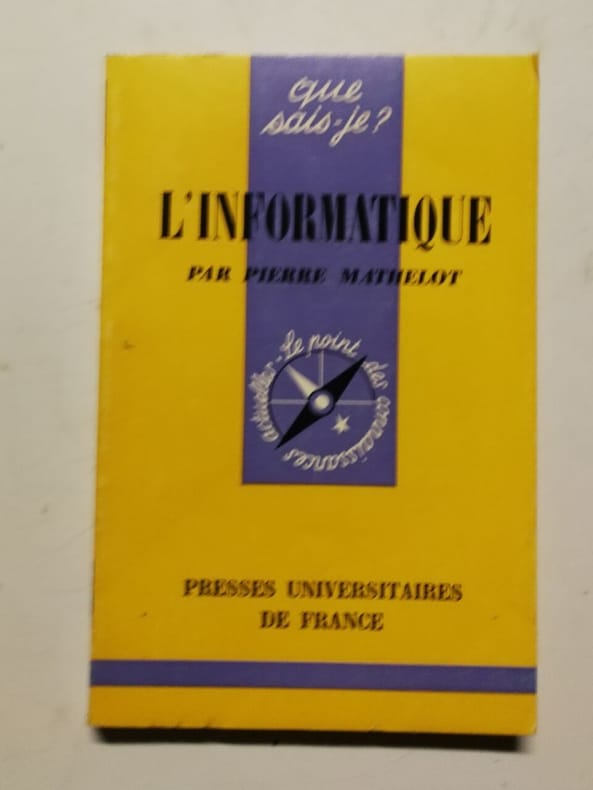 que
sais-je?
L'INFORMATIQUE
PAR PIERRE MATHELOT
Le point des connaissances actuelles -
PRESSES UNIVERSITAIRES
DE FRANCE